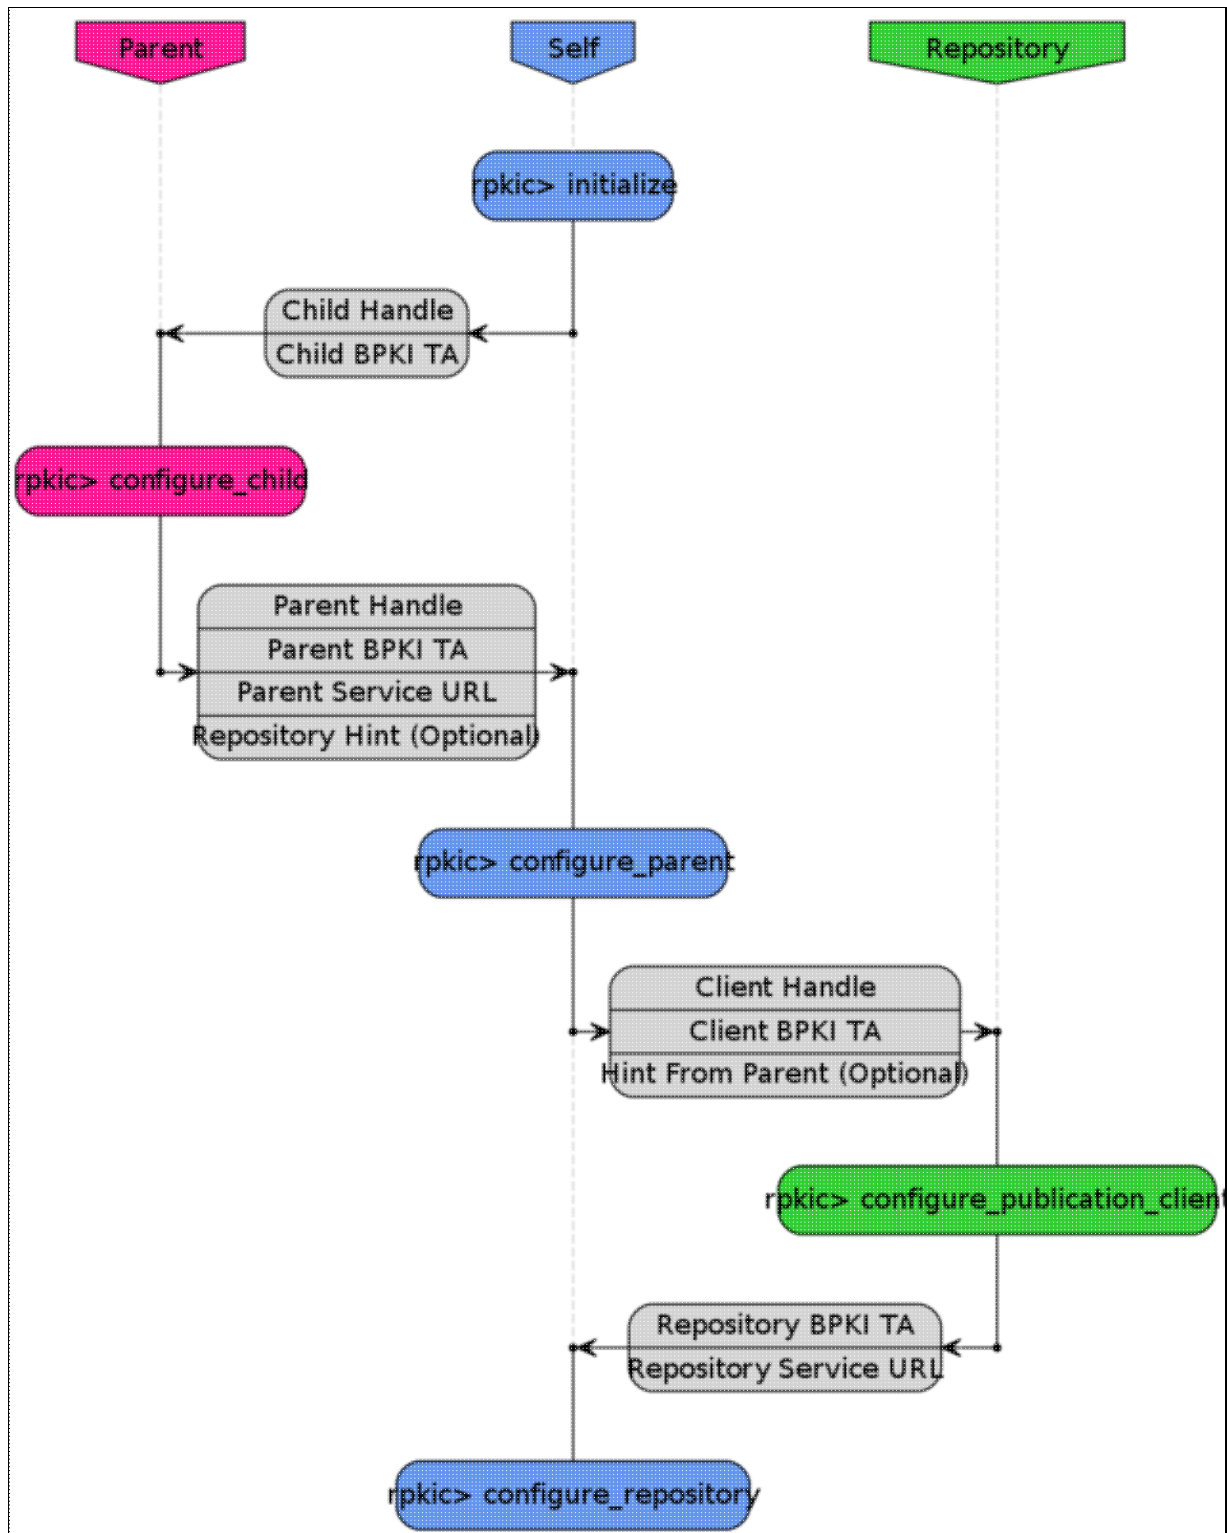 Parent
Self
Repository
rpkic> initialize
Child Handle
Child BPKI TA
rpkic> configure_child
Parent Handle
Parent BPKI TA
Parent Service URL
Repository Hint (Optional)
rpkic> configure_parent
Client Handle
Client BPKI TA
Hint From Parent (Optional)
rpkic> configure_publication_client
Repository BPKI TA
Repository Service URL
rpkic> configure_repository